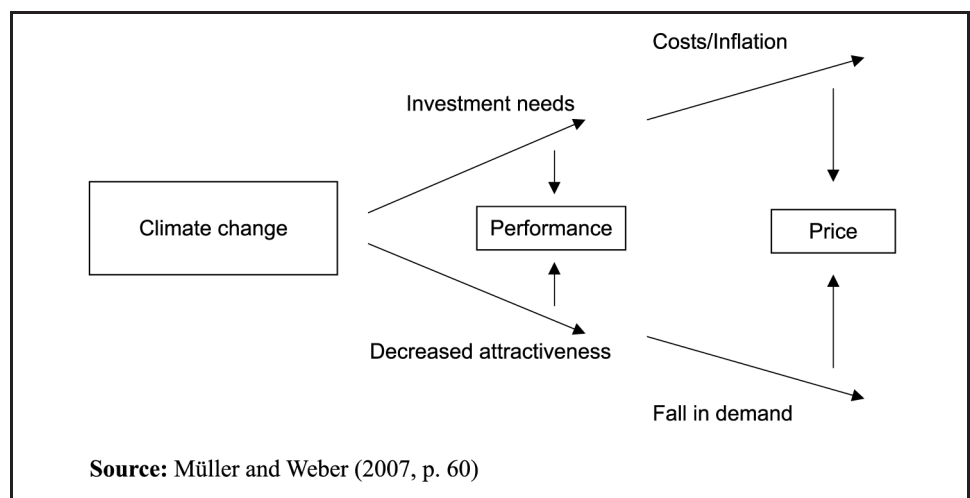 Costs/Inflation
Investment needs
Climate change
Performance
Price
Decreased attractiveness
Fall in demand
Source: Müller and Weber (2007, p. 60)